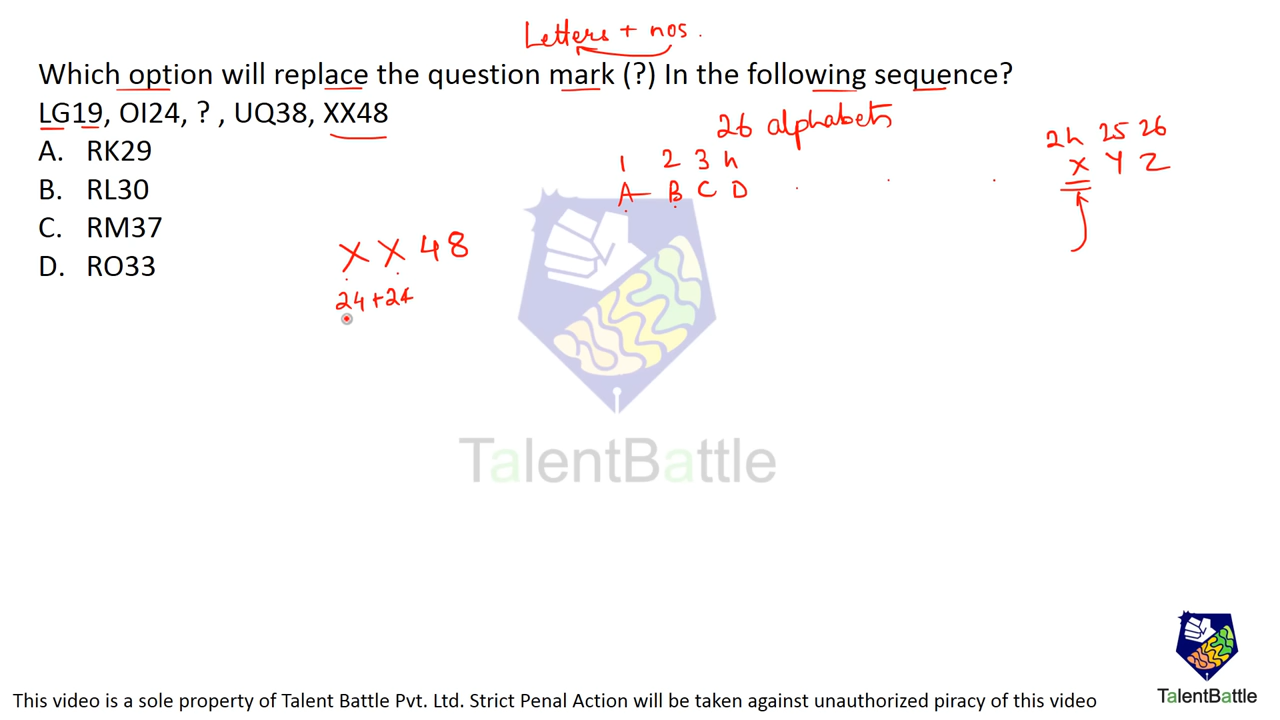 Letters + nos.
Which option will replace the question mark (?) In the following sequence?
LG19, OI24, ? , UQ38, XX48
26 alphabets
24 25 26
A. RK29
1 2 3 4
X Y Z
B. RL30
A B C D
C. RM37
XX48
D. RO33
24+24
TalentBattle
TalentBattle
This video is a sole property of Talent Battle Pvt. Ltd. Strict Penal Action will be taken against unauthorized piracy of this video